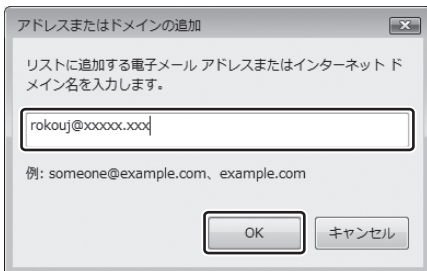 アドレスまたはドメインの追加
リストに追加する電子メール アドレスまたはインターネット ド
メイン名を入力します。
rokouj@xxxxx.xxx
例: someone@example.com、example.com
OK
キャンセル